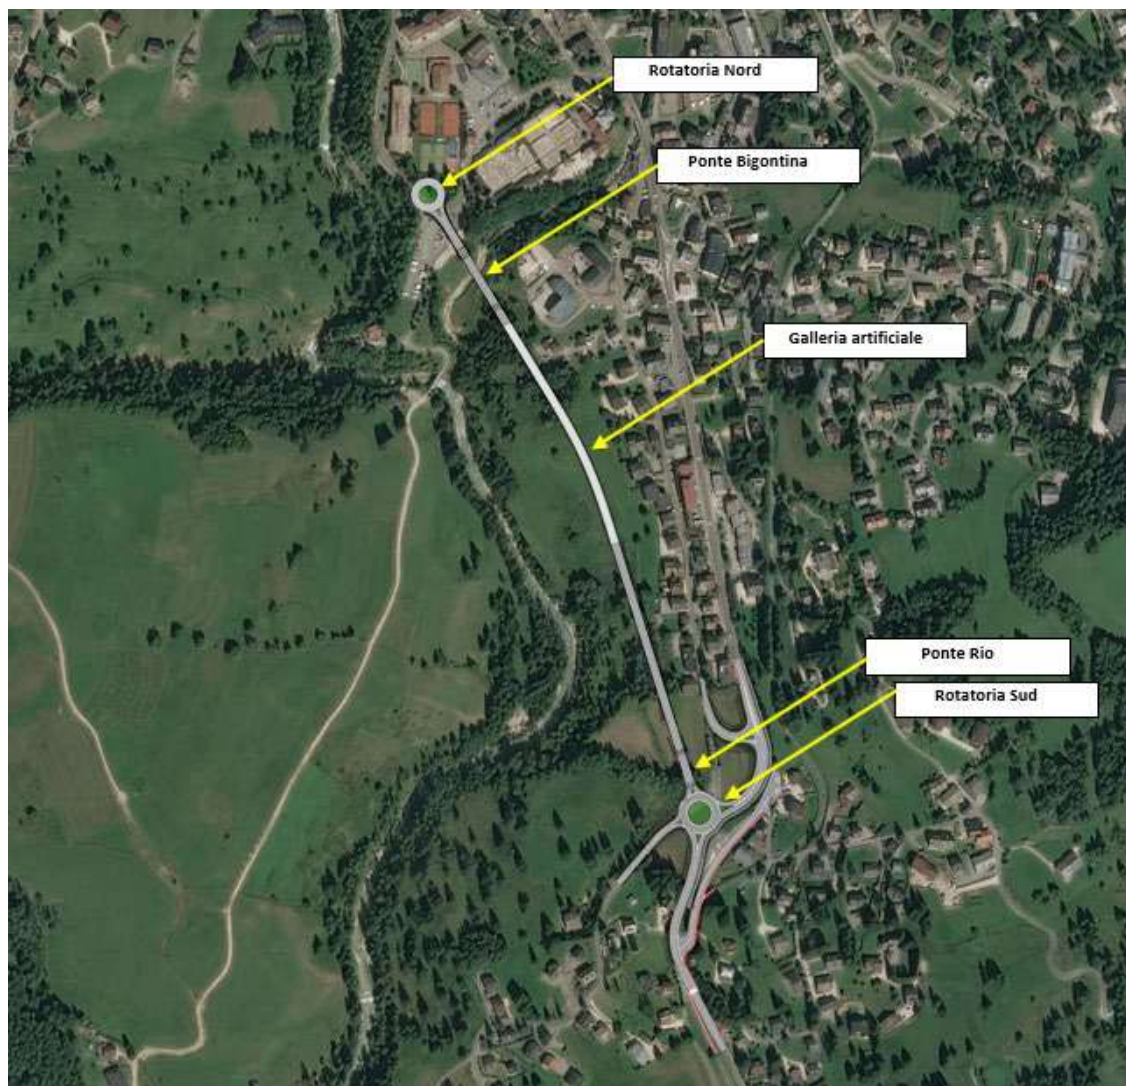 Rotatoria Nord
Ponte Bigontina
Galleria artificiale
Ponte Rio
Rotatoria Sud